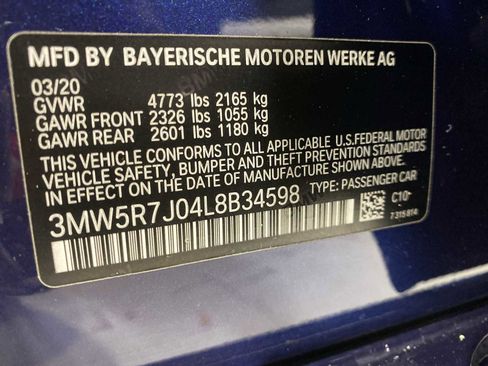 MFD BY BAYERISCHE MOTOREN WERKE AG
03/20
GVWR 4773 lbs 2165 kg
GAWR FRONT 2326 lbs 1055 kg
GAWR REAR 2601 lbs 1180 kg
THIS VEHICLE CONFORMS TO ALL APPLICABLE U.S.FEDERAL MOTOR
VEHICLE SAFETY, BUMPER AND THEFT PREVENTION STANDARDS
IN EFFECT ON THE DATE OF MANUFACTURE SHOWN ABOVE.
3MW5R7J04L8B34598 TYPE: PASSENGER CAR
C10
7315814